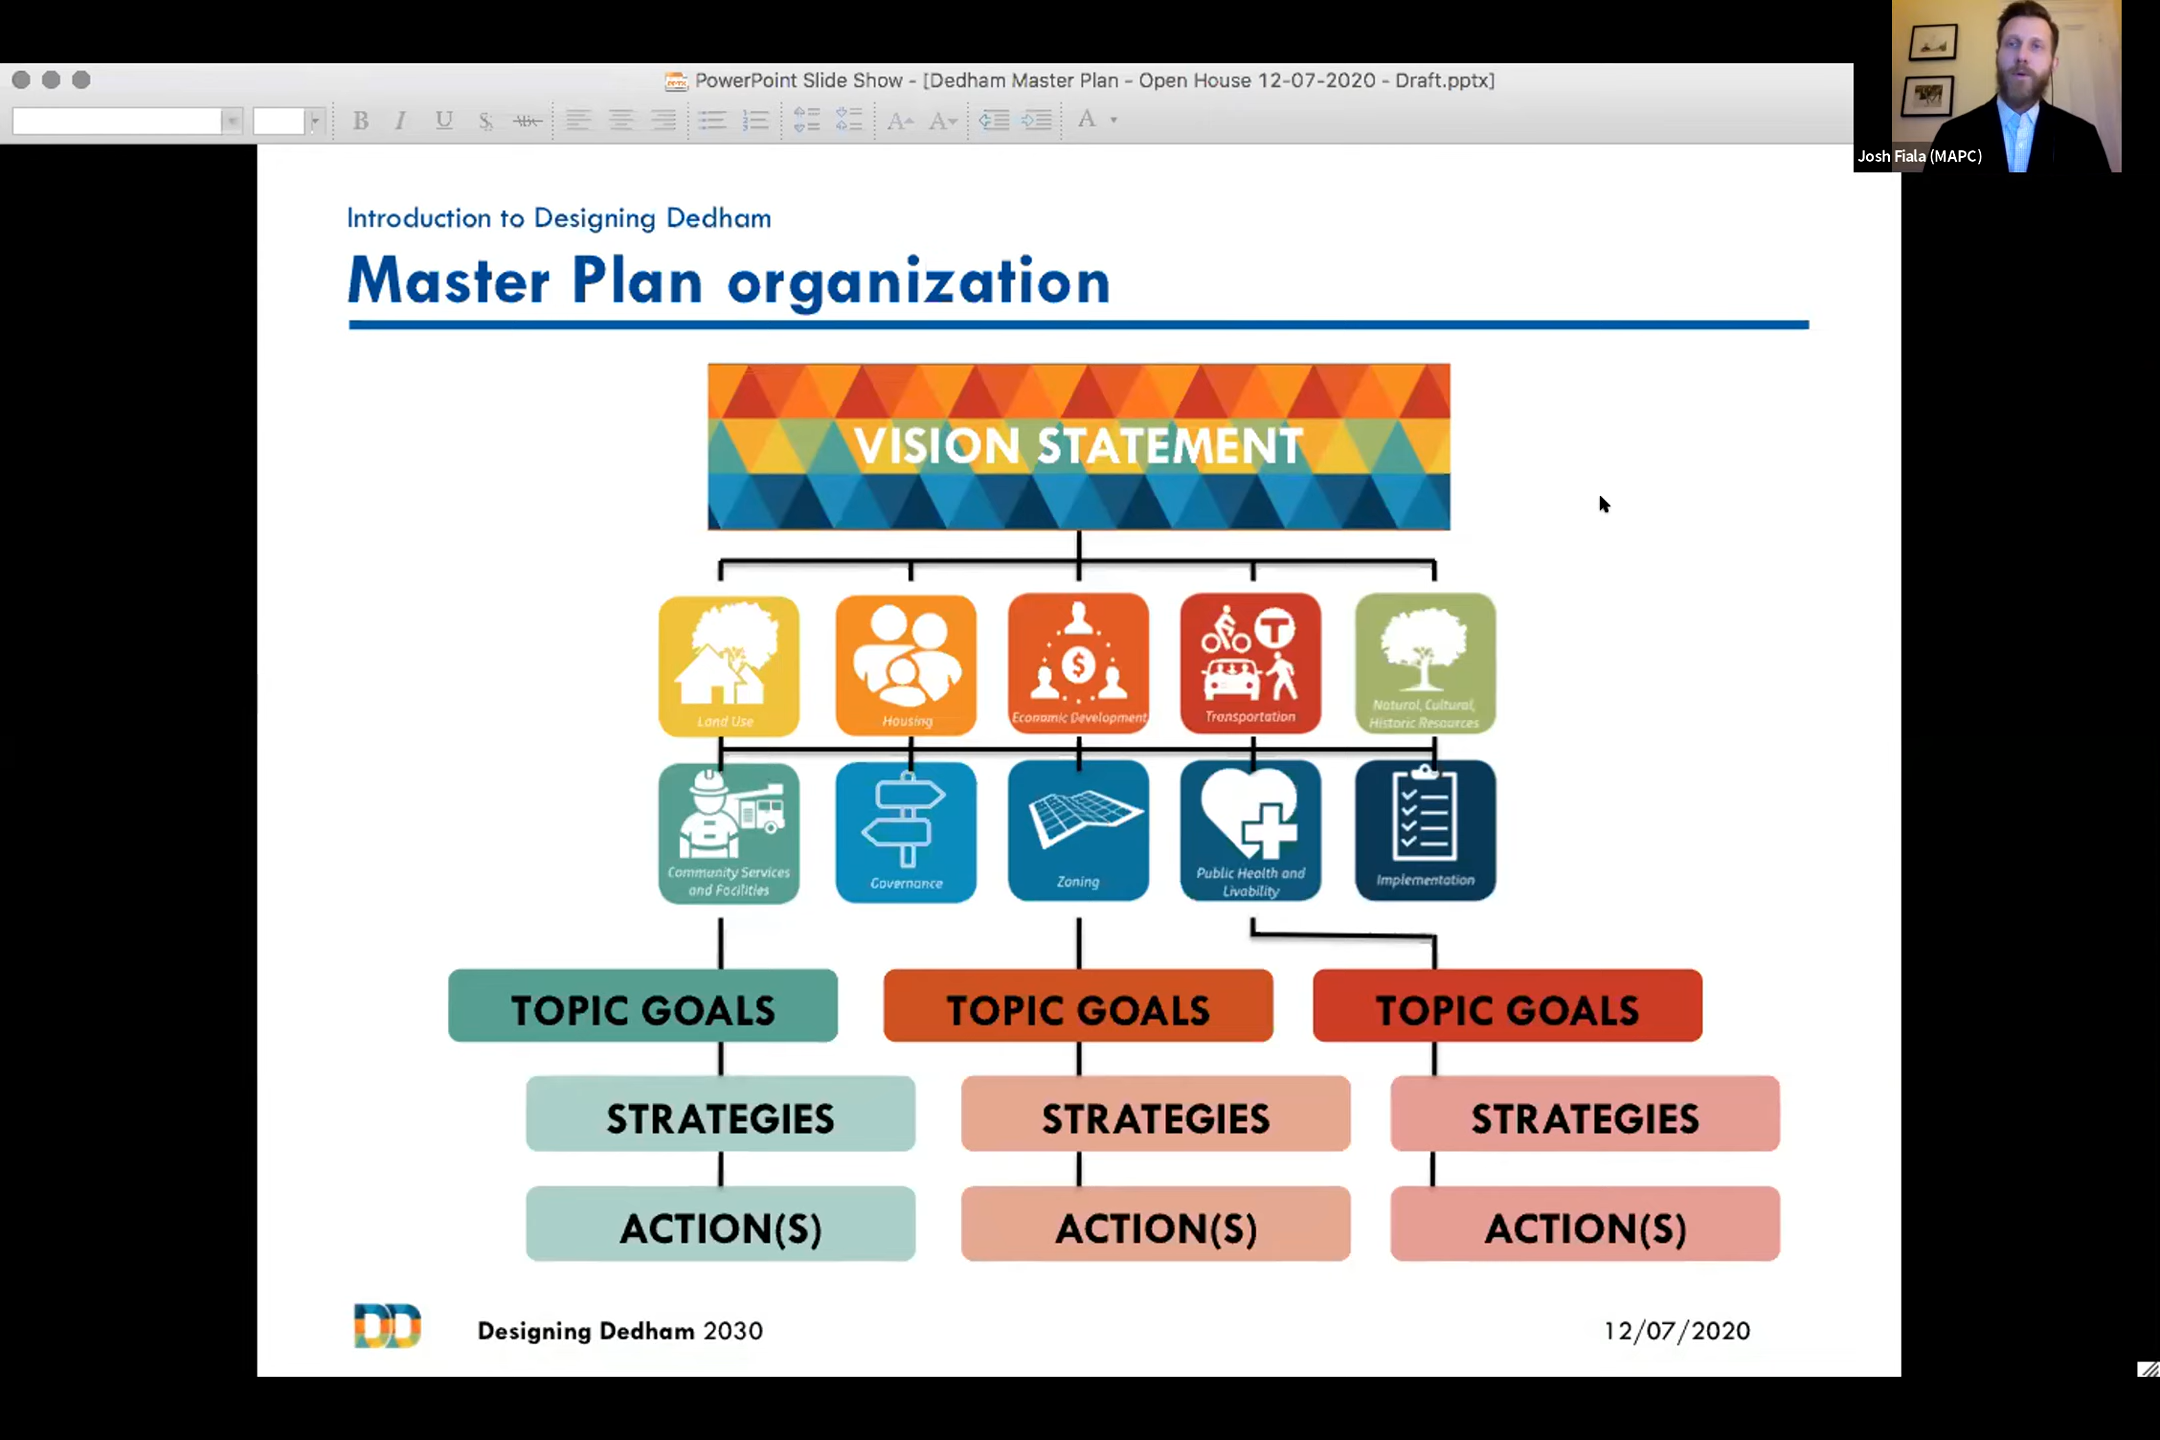 PowerPoint Slide Show - [Dedham Master Plan - Open House 12-07-2020 - Draft.pptx]
B I U S ABC A A A
Josh Fiala (MAPC)
Introduction to Designing Dedham
Master Plan organization
VISION STATEMENT
Land Use
Housing
$
Economic Development
T
Transportation
Natural, Cultural,
Historic Resources
Community Services
and Facilities
Governance
Zoning
Public Health and
Livability
Implementation
TOPIC GOALS TOPIC GOALS TOPIC GOALS
STRATEGIES STRATEGIES STRATEGIES
ACTION(S) ACTION(S) ACTION(S)
DD
Designing Dedham 2030
12/07/2020